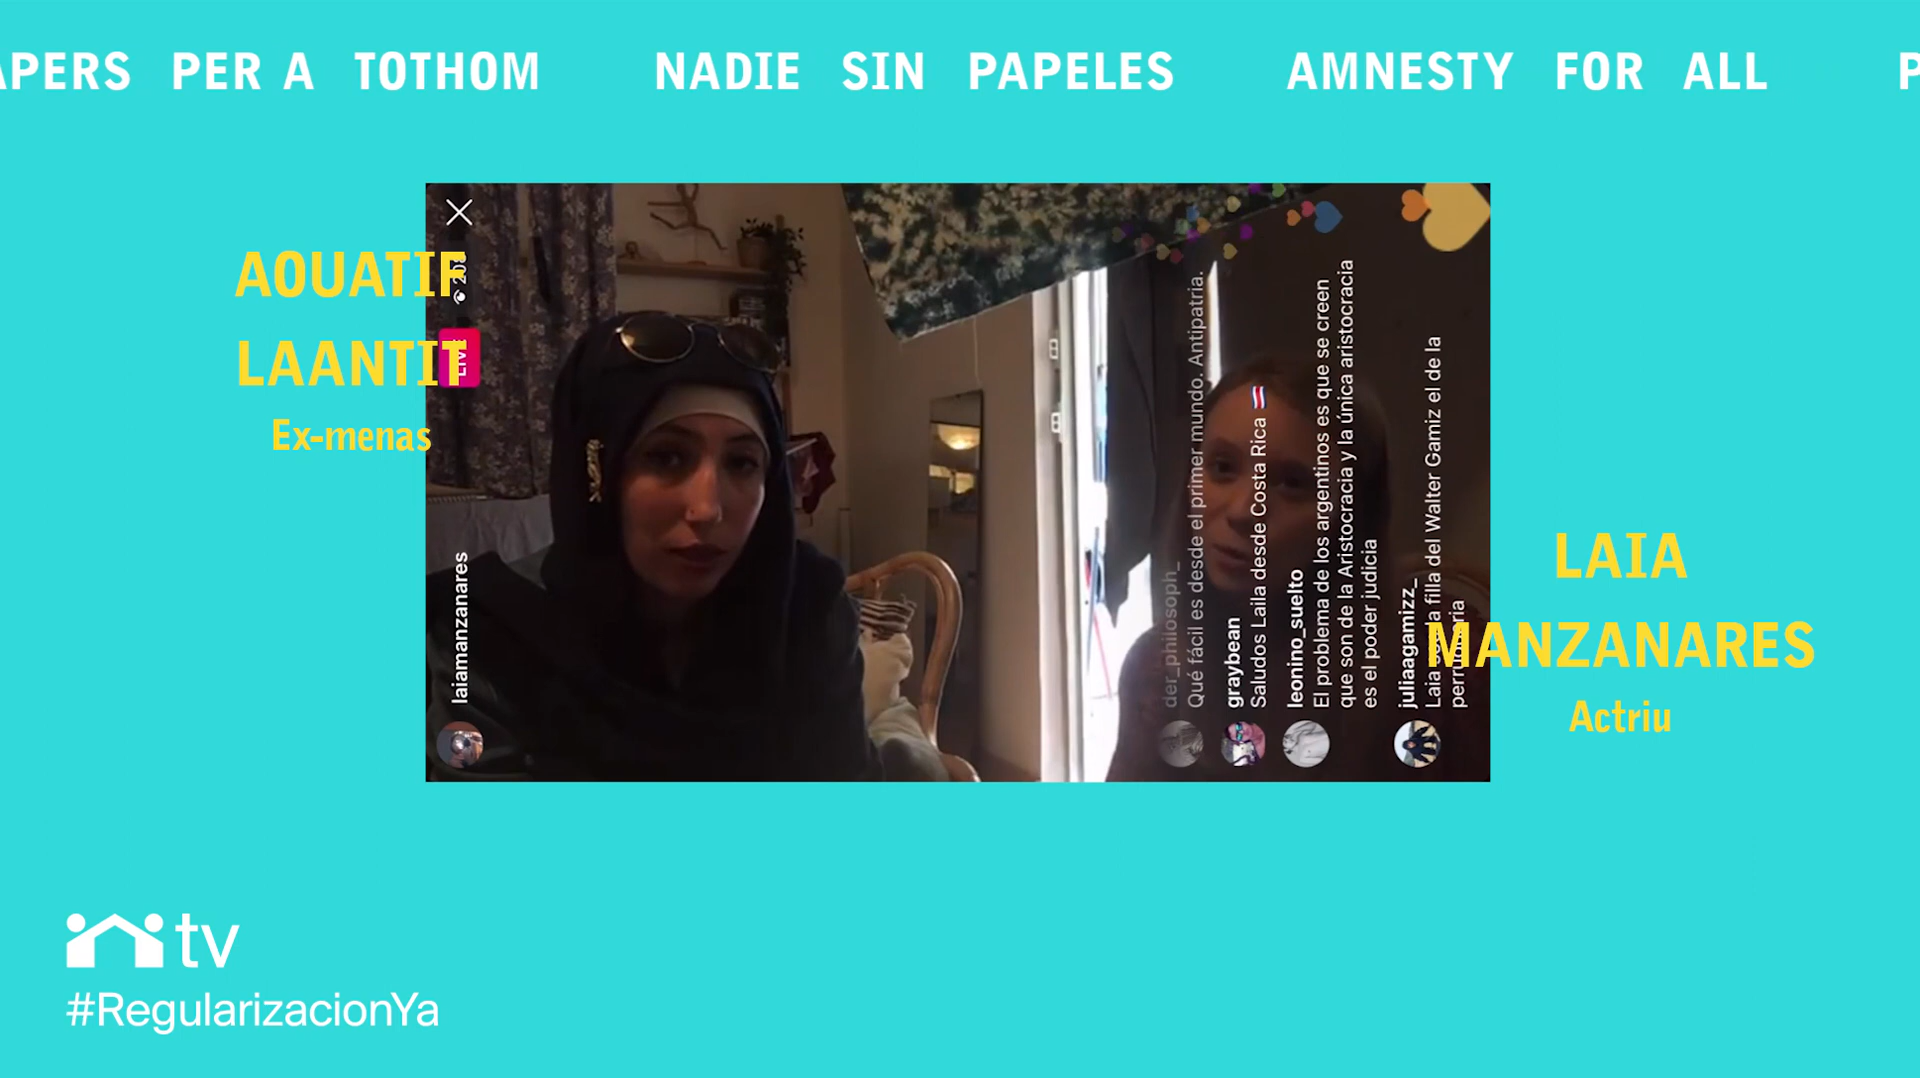 APERS PER A TOTHOM NADIE SIN PAPELES AMNESTY FOR ALL P
AOUATIF
LAANTIT
Ex-menas
LIVE
laiamanzanares
der_philosoph_
Qué fácil es desde el primer mundo. Antipatria.
graybean
Saludos Laila desde Costa Rica 🇨🇷
leonino_suelto
El problema de los argentinos es que se creen
que son de la Aristocracia y la única aristocracia
es el poder judicia
juliaagamizz_
Laia la filla del Walter Gamiz el de la
LAIA
MANZANARES
Actriu
tv
#RegularizacionYa